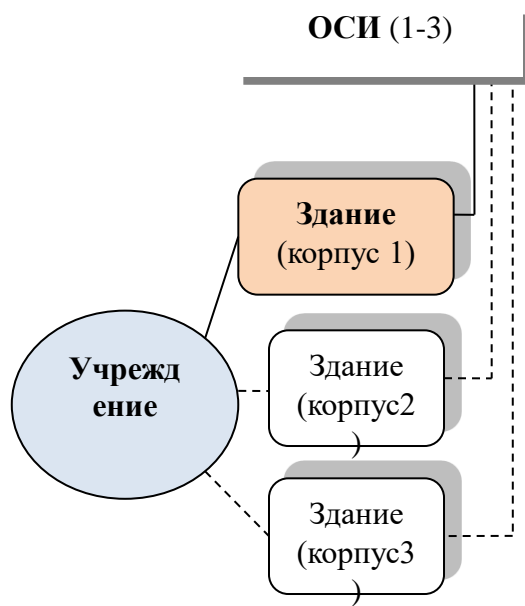 ОСИ (1-3)
Здание
(корпус 1)
Учрежд
ение
Здание
(корпус2
)
Здание
(корпус3
)